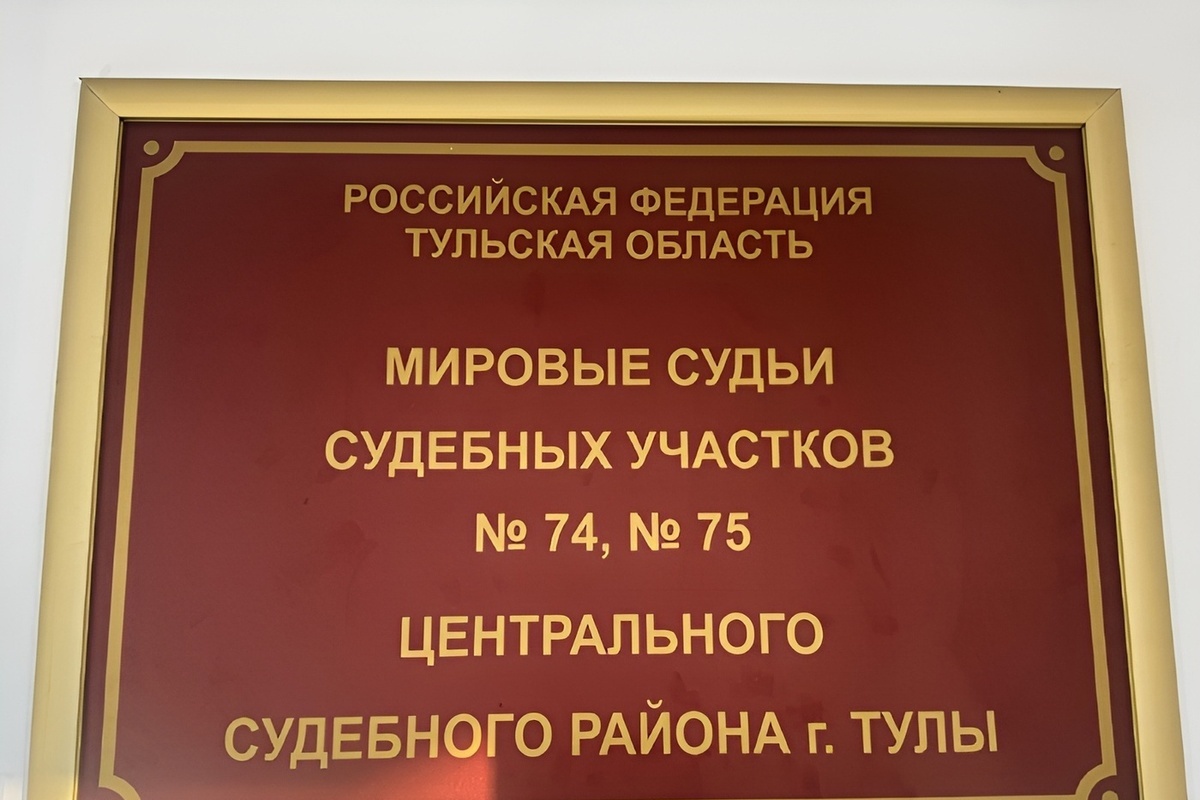 РОССИЙСКАЯ ФЕДЕРАЦИЯ
ТУЛЬСКАЯ ОБЛАСТЬ
МИРОВЫЕ СУДЬИ
СУДЕБНЫХ УЧАСТКОВ
№ 74, № 75
ЦЕНТРАЛЬНОГО
СУДЕБНОГО РАЙОНА г. ТУЛЫ